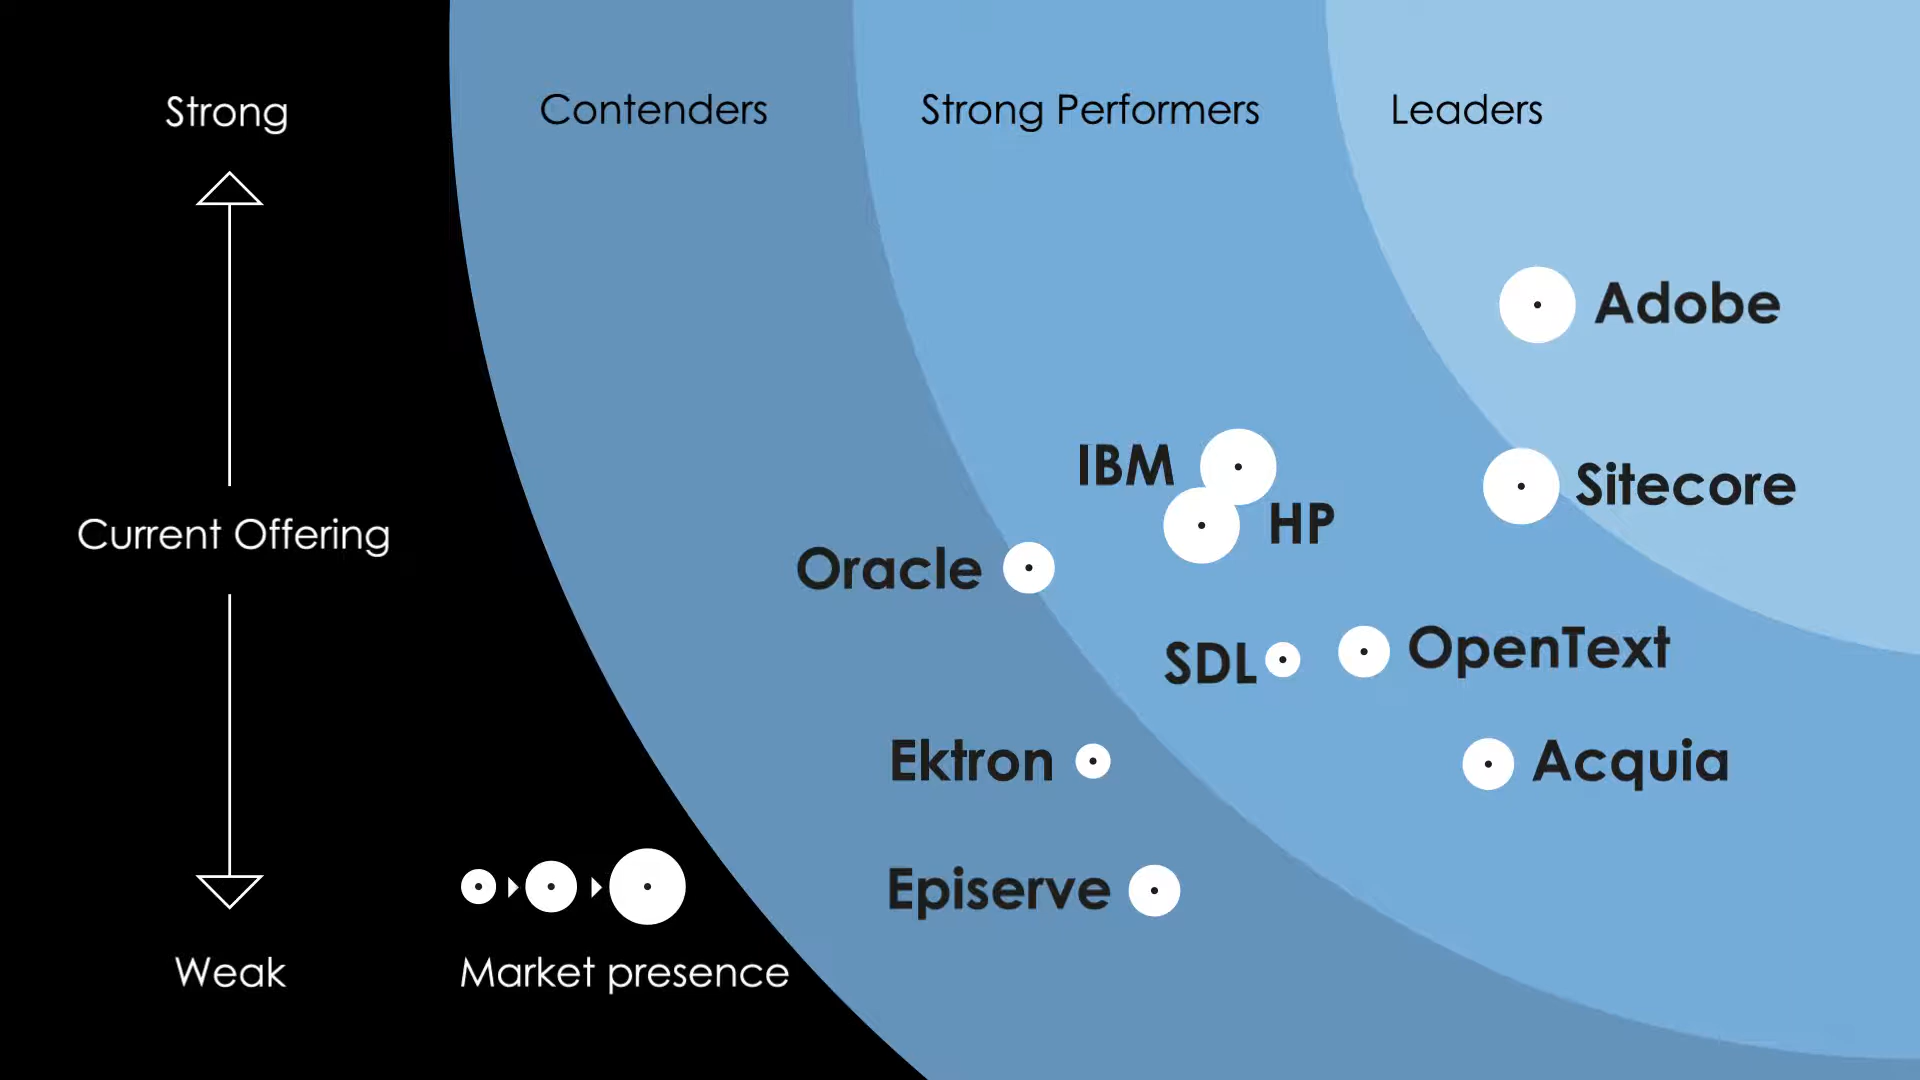 Strong
Contenders
Strong Performers
Leaders
Adobe
IBM
Sitecore
HP
Current Offering
Oracle
OpenText
SDL
Ektron
Acquia
Episerve
Weak
Market presence